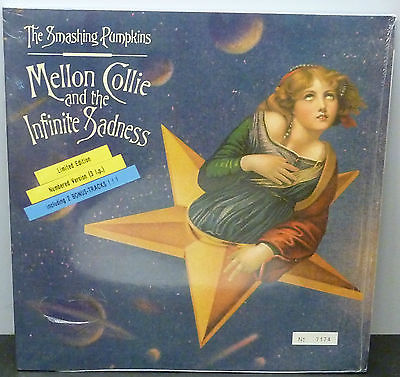 The Smashing Pumpkins
Mellon Collie
and the
Infinite Sadness
Limited Edition
Numbered Version (3 l.p.)
including 2 BONUS-TRACKS ! ! !
Nº 7174